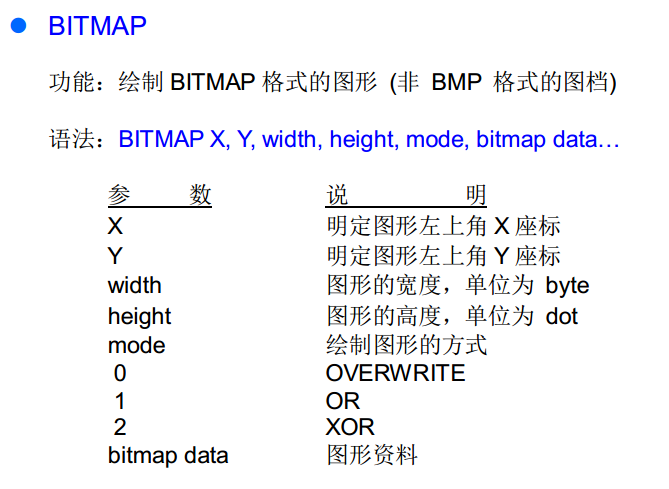 BITMAP
功能：绘制 BITMAP 格式的图形 (非 BMP 格式的图档)
语法：BITMAP X, Y, width, height, mode, bitmap data…
参 数 说 明
X 明定图形左上角 X 座标
Y 明定图形左上角 Y 座标
width 图形的宽度，单位为 byte
height 图形的高度，单位为 dot
mode 绘制图形的方式
0 OVERWRITE
1 OR
2 XOR
bitmap data 图形资料